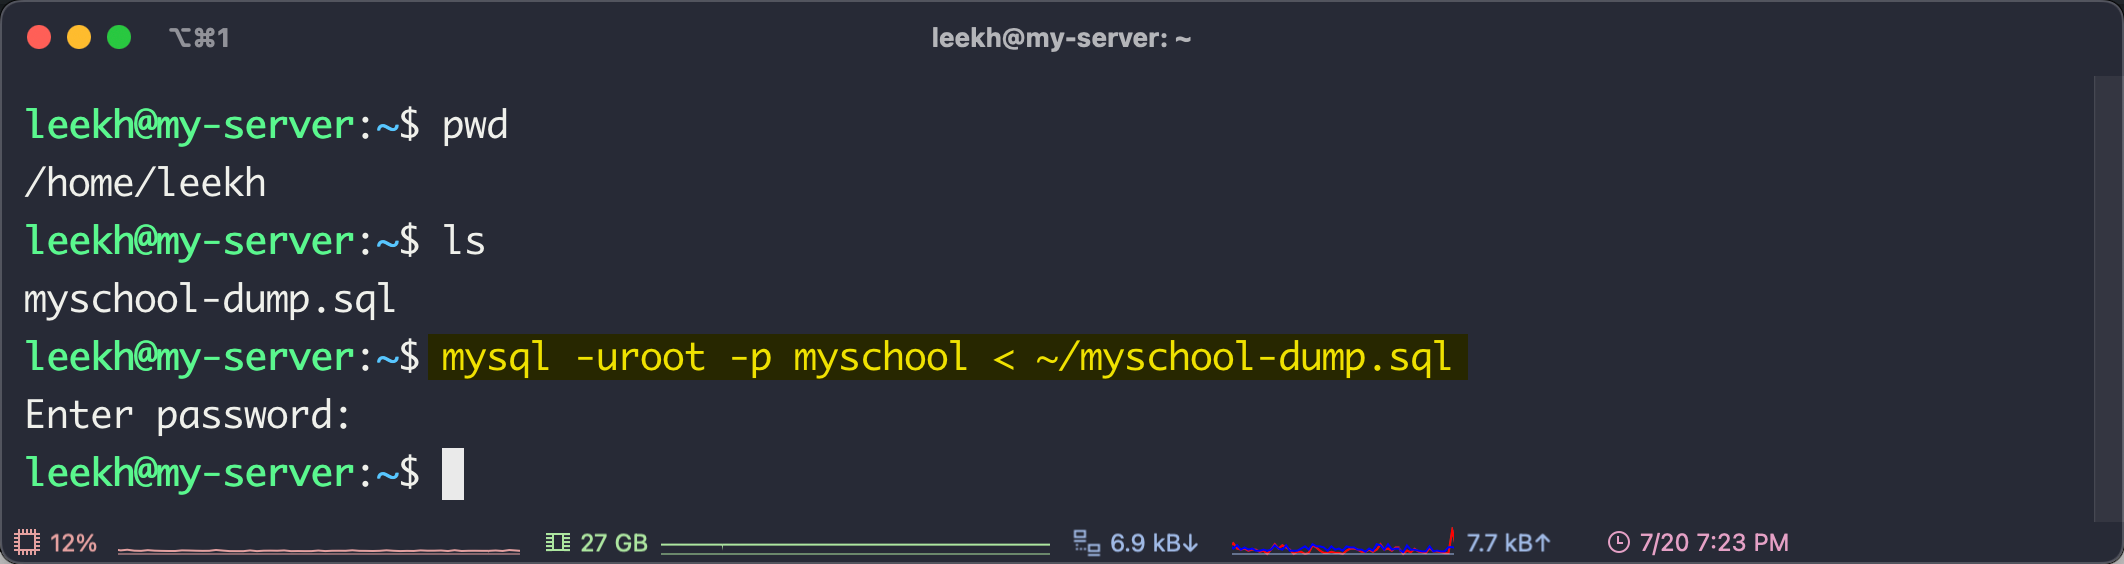 ⌥⌘1
leekh@my-server: ~
leekh@my-server:~$ pwd
/home/leekh
leekh@my-server:~$ ls
myschool-dump.sql
leekh@my-server:~$ mysql -uroot -p myschool < ~/myschool-dump.sql
Enter password:
leekh@my-server:~$
12% 27 GB 6.9 kB↓ 7.7 kB↑ 7/20 7:23 PM